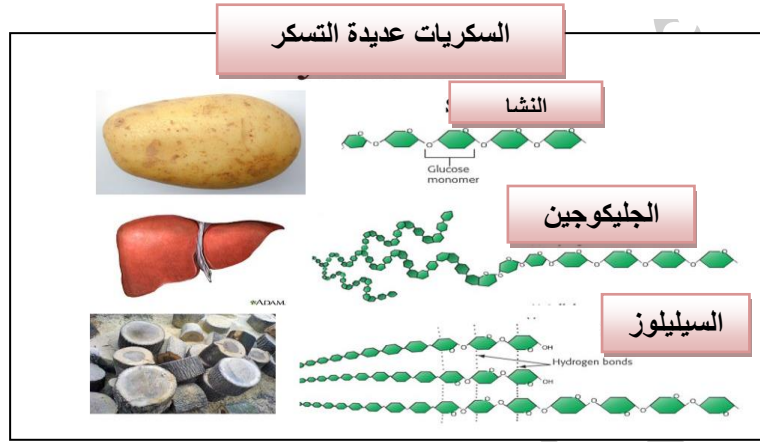 السكريات عديدة التسكر
النشا
Glucose
monomer
الجليكوجين
ADAM
السيليلوز
OH
Hydrogen bonds
OH